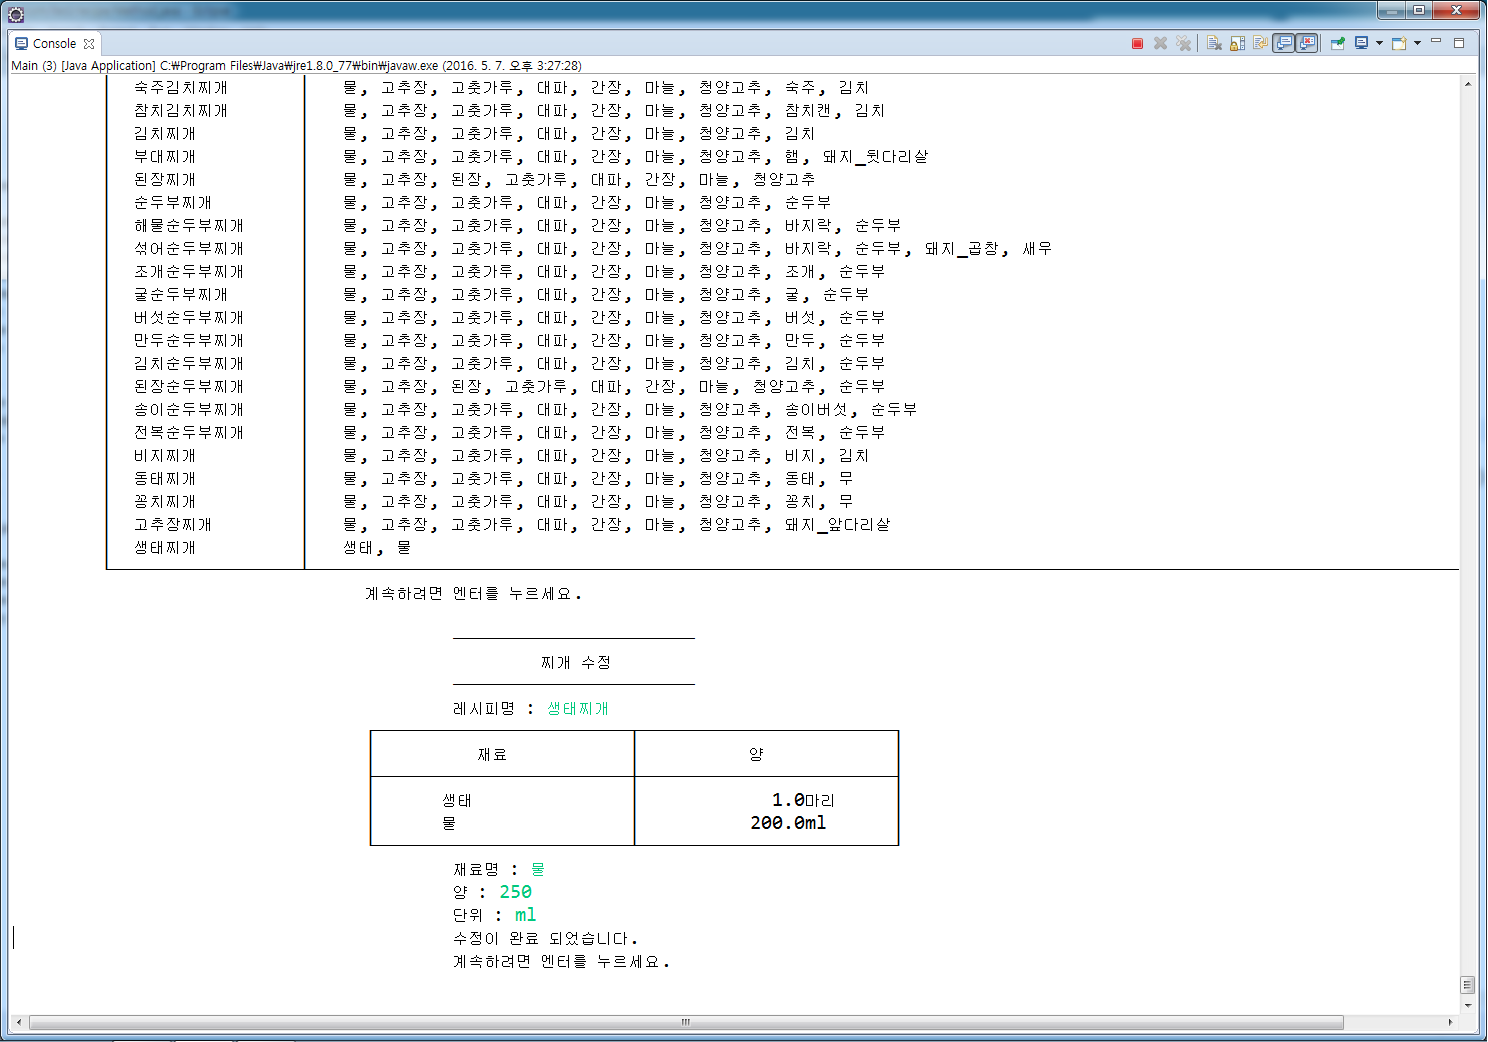 Console
Main (3) [Java Application] C:₩Program Files₩Java₩jre1.8.0_77₩bin₩javaw.exe (2016. 5. 7. 오후 3:27:28)
숙주김치찌개 물, 고추장, 고춧가루, 대파, 간장, 마늘, 청양고추, 숙주, 김치
참치김치찌개 물, 고추장, 고춧가루, 대파, 간장, 마늘, 청양고추, 참치캔, 김치
김치찌개 물, 고추장, 고춧가루, 대파, 간장, 마늘, 청양고추, 김치
부대찌개 물, 고추장, 고춧가루, 대파, 간장, 마늘, 청양고추, 햄, 돼지_뒷다리살
된장찌개 물, 고추장, 된장, 고춧가루, 대파, 간장, 마늘, 청양고추
순두부찌개 물, 고추장, 고춧가루, 대파, 간장, 마늘, 청양고추, 순두부
해물순두부찌개 물, 고추장, 고춧가루, 대파, 간장, 마늘, 청양고추, 바지락, 순두부
섞어순두부찌개 물, 고추장, 고춧가루, 대파, 간장, 마늘, 청양고추, 바지락, 순두부, 돼지_곱창, 새우
조개순두부찌개 물, 고추장, 고춧가루, 대파, 간장, 마늘, 청양고추, 조개, 순두부
굴순두부찌개 물, 고추장, 고춧가루, 대파, 간장, 마늘, 청양고추, 굴, 순두부
버섯순두부찌개 물, 고추장, 고춧가루, 대파, 간장, 마늘, 청양고추, 버섯, 순두부
만두순두부찌개 물, 고추장, 고춧가루, 대파, 간장, 마늘, 청양고추, 만두, 순두부
김치순두부찌개 물, 고추장, 고춧가루, 대파, 간장, 마늘, 청양고추, 김치, 순두부
된장순두부찌개 물, 고추장, 된장, 고춧가루, 대파, 간장, 마늘, 청양고추, 순두부
송이순두부찌개 물, 고추장, 고춧가루, 대파, 간장, 마늘, 청양고추, 송이버섯, 순두부
전복순두부찌개 물, 고추장, 고춧가루, 대파, 간장, 마늘, 청양고추, 전복, 순두부
비지찌개 물, 고추장, 고춧가루, 대파, 간장, 마늘, 청양고추, 비지, 김치
동태찌개 물, 고추장, 고춧가루, 대파, 간장, 마늘, 청양고추, 동태, 무
꽁치찌개 물, 고추장, 고춧가루, 대파, 간장, 마늘, 청양고추, 꽁치, 무
고추장찌개 물, 고추장, 고춧가루, 대파, 간장, 마늘, 청양고추, 돼지_앞다리살
생태찌개 생태, 물
계속하려면 엔터를 누르세요.
찌개 수정
레시피명 : 생태찌개
재료 양
생태 1.0마리
물 200.0ml
재료명 : 물
양 : 250
단위 : ml
수정이 완료 되었습니다.
계속하려면 엔터를 누르세요.